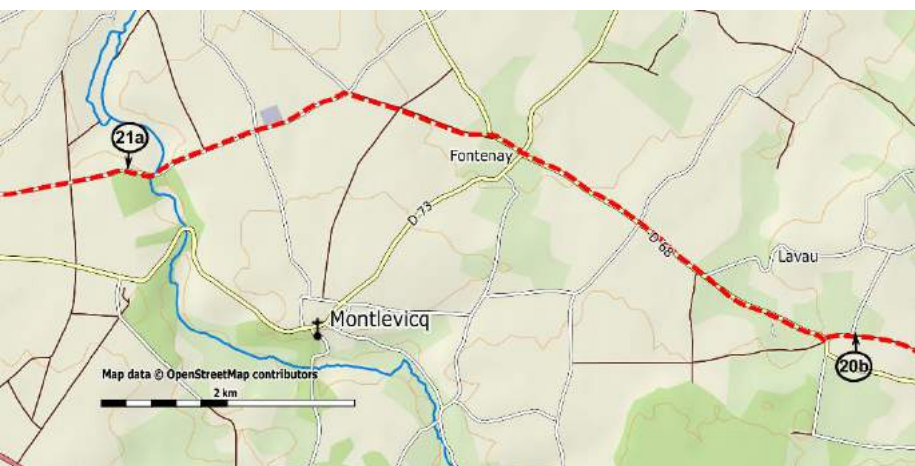 21a
Fontenay
D 73
D 68
Lavau
Montlevicq
20b
Map data © OpenStreetMap contributors
2 km